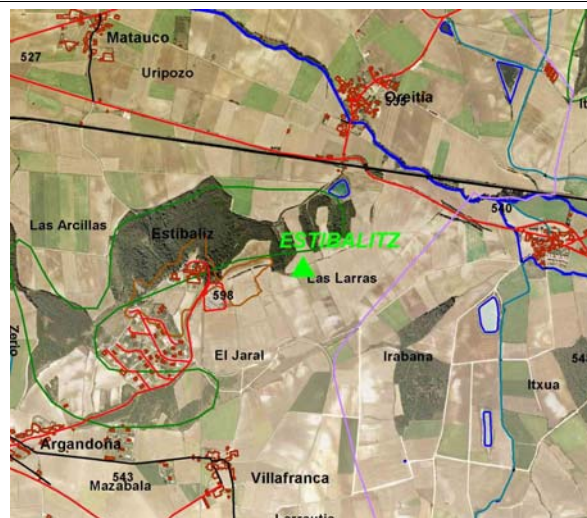 Matauco
527
Uripozo
Oreitia
535
Las Arcillas
Estibaliz
ESTIBALITZ
540
Las Larras
598
El Jaral
Irabana
Itxua
Argandoña
543
Mazabala
Villafranca